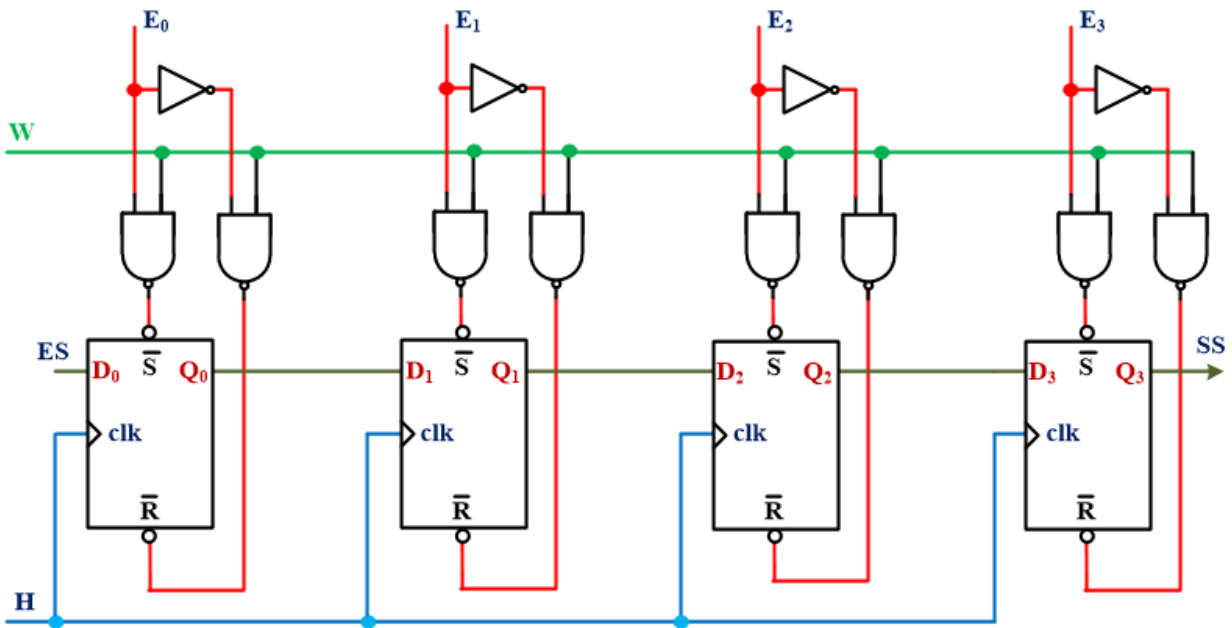 E₀ E₁ E₂ E₃
W
ES D₀ S̅ Q₀ D₁ S̅ Q₁ D₂ S̅ Q₂ D₃ S̅ Q₃ SS
clk clk clk clk
R̅ R̅ R̅ R̅
H